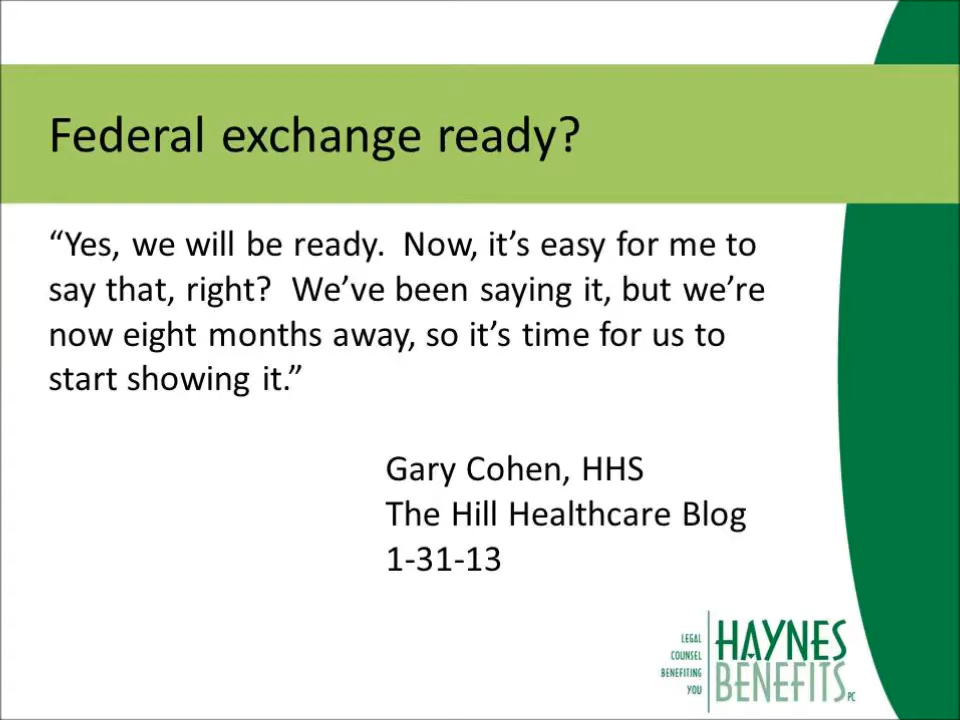 Federal exchange ready?
“Yes, we will be ready.  Now, it’s easy for me to
say that, right?  We’ve been saying it, but we’re
now eight months away, so it’s time for us to
start showing it.”
Gary Cohen, HHS
The Hill Healthcare Blog
1-31-13
LEGAL
COUNSEL
BENEFITING
YOU
HAYNES
BENEFITS PC